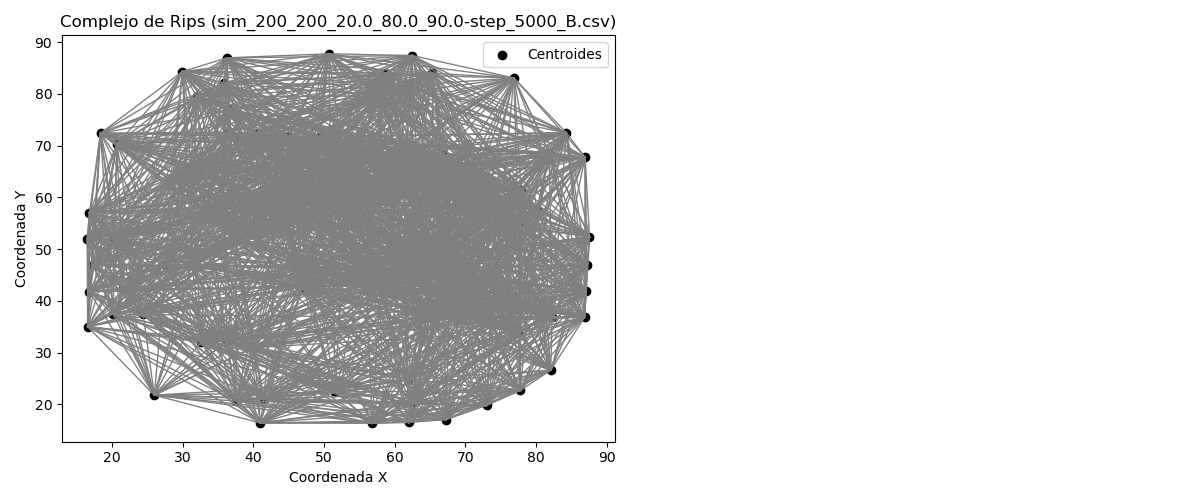 Complejo de Rips (sim_200_200_20.0_80.0_90.0-step_5000_B.csv)
Centroides
90
80
70
60
50
40
30
20
Coordenada Y
20 30 40 50 60 70 80 90
Coordenada X